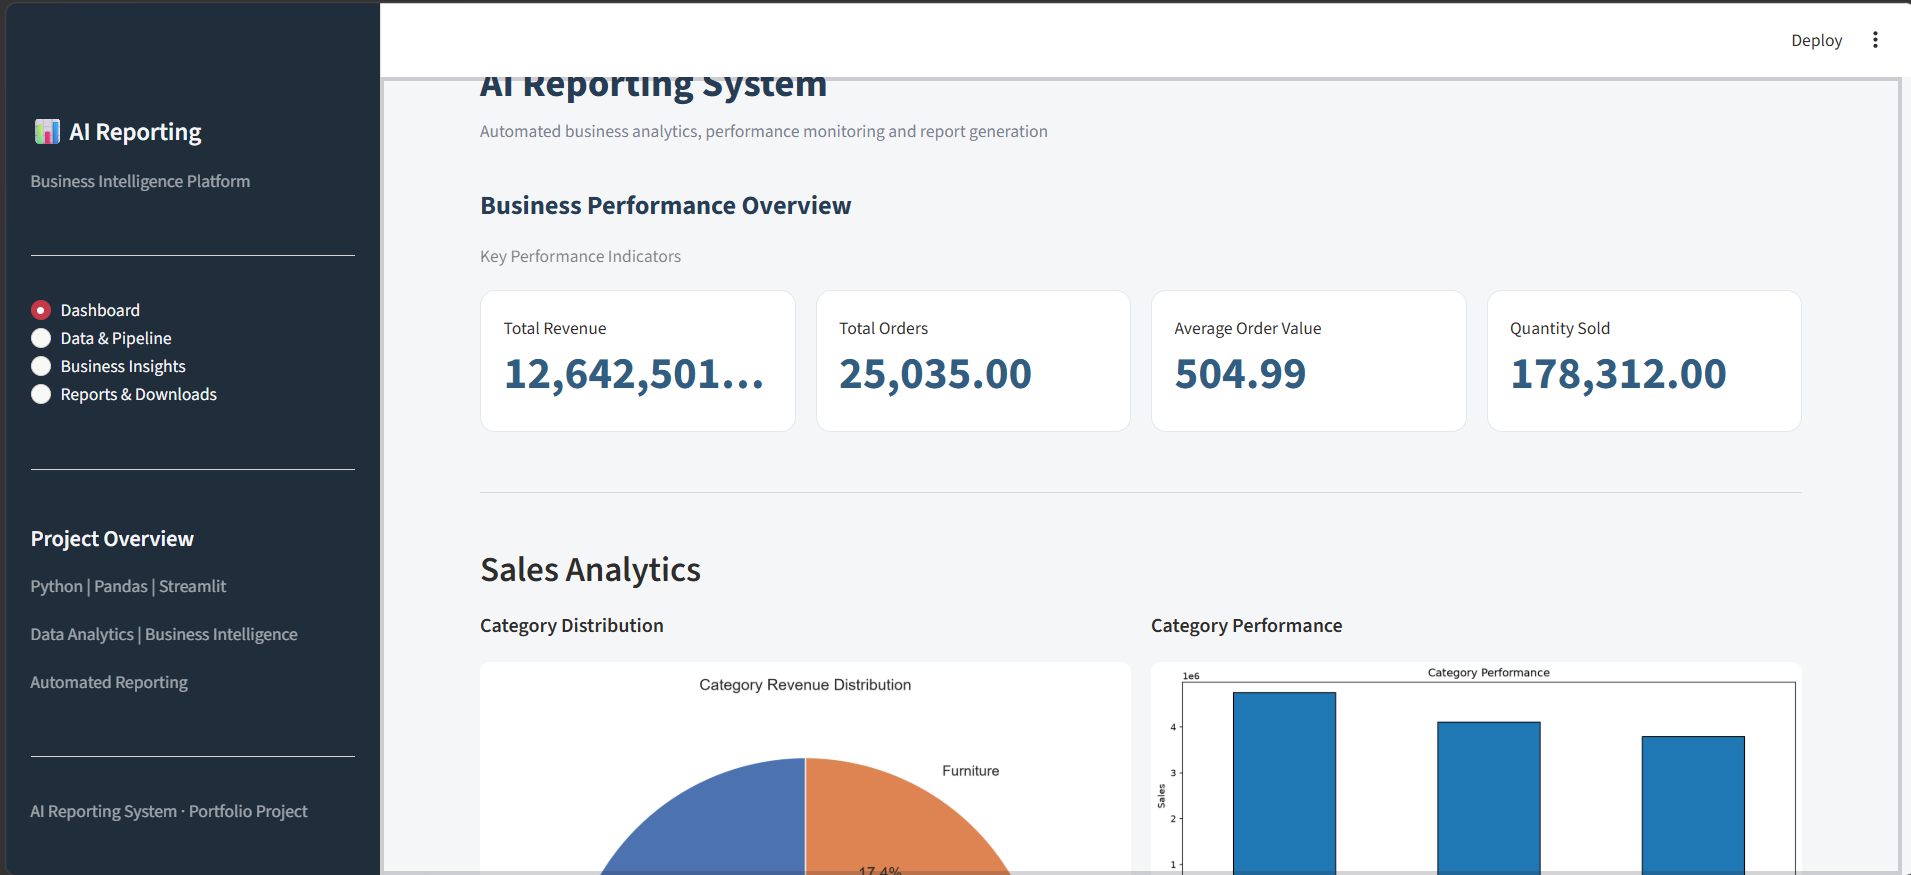 Deploy
AI Reporting
Business Intelligence Platform
Dashboard
Data & Pipeline
Business Insights
Reports & Downloads
Project Overview
Python | Pandas | Streamlit
Data Analytics | Business Intelligence
Automated Reporting
AI Reporting System · Portfolio Project
AI Reporting System
Automated business analytics, performance monitoring and report generation
Business Performance Overview
Key Performance Indicators
Total Revenue
12,642,501...
Total Orders
25,035.00
Average Order Value
504.99
Quantity Sold
178,312.00
Sales Analytics
Category Distribution
Category Revenue Distribution
Furniture
17.4%
Category Performance
Category Performance
1e6
4
3
2
1
Sales